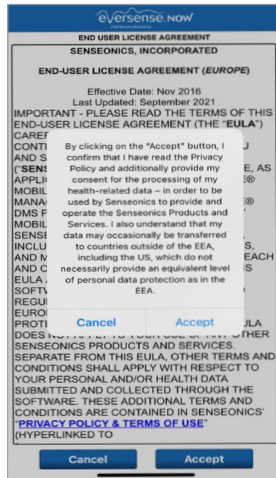 eversense. NOW
END USER LICENSE AGREEMENT
SENSEONICS, INCORPORATED
END-USER LICENSE AGREEMENT (EUROPE)
Effective Date: Nov 2016
Last Updated: September 2021
IMPORTANT - PLEASE READ THE TERMS OF THIS
END-USER LICENSE AGREEMENT (THE "EULA")
By clicking on the "Accept" button, I
confirm that I have read the Privacy
Policy and additionally provide my
consent for the processing of my
health-related data – in order to be
used by Senseonics to provide and
operate the Senseonics Products and
Services. I also understand that my
data may occasionally be transferred
to countries outside of the EEA,
including the US, which do not
necessarily provide an equivalent level
of personal data protection as in the
EEA.
Cancel
Accept
SENSEONICS PRODUCTS AND SERVICES.
SEPARATE FROM THIS EULA, OTHER TERMS AND
CONDITIONS SHALL APPLY WITH RESPECT TO
YOUR PERSONAL AND/OR HEALTH DATA
SUBMITTED AND COLLECTED THROUGH THE
SOFTWARE. THESE ADDITIONAL TERMS AND
CONDITIONS ARE CONTAINED IN SENSEONICS'
"PRIVACY POLICY & TERMS OF USE"
(HYPERLINKED TO
Cancel
Accept